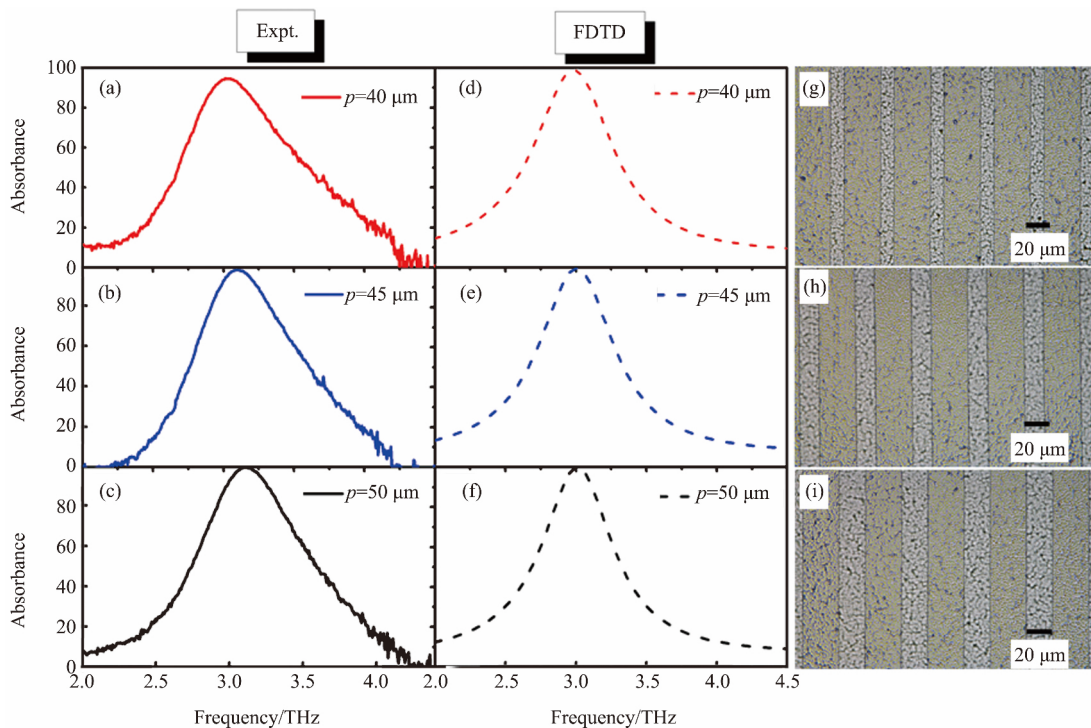 Expt.
FDTD
100
80
60
40
20
0
Absorbance
(a)
p=40 μm
(d)
p=40 μm
(g)
20 μm
80
60
40
20
0
Absorbance
(b)
p=45 μm
(e)
p=45 μm
(h)
20 μm
80
60
40
20
0
Absorbance
(c)
p=50 μm
(f)
p=50 μm
(i)
20 μm
2.0 2.5 3.0 3.5 4.0 2.0 2.5 3.0 3.5 4.0 4.5
Frequency/THz
Frequency/THz